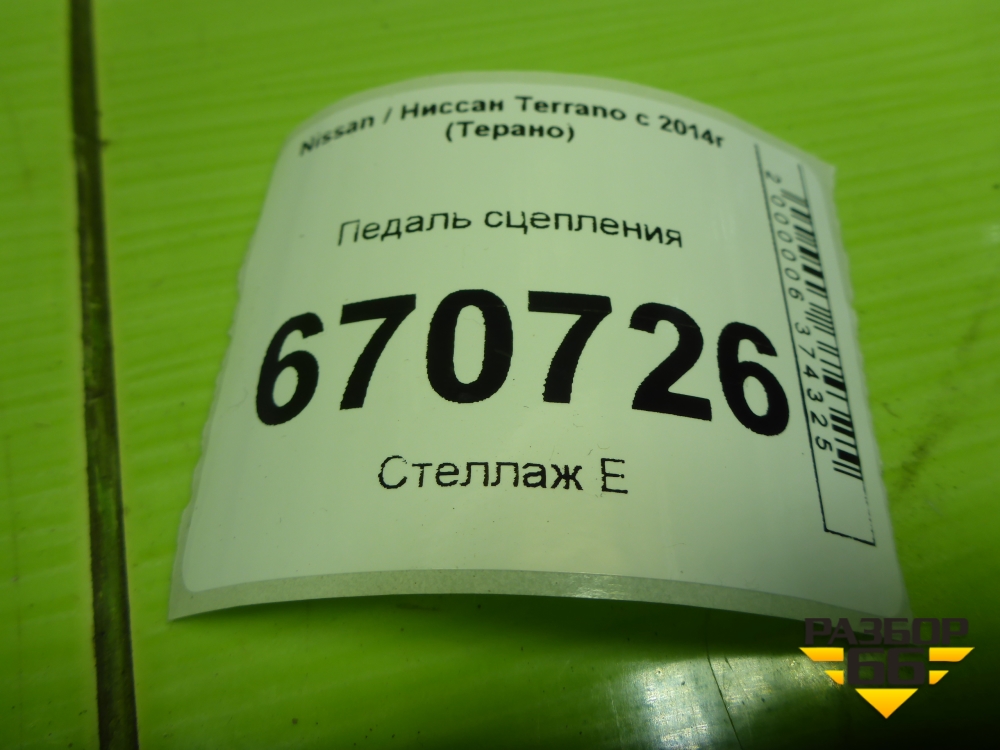 Nissan / Ниссан Terrano с 2014г
(Терано)
Педаль сцепления
670726
Стеллаж Е
2000006374325
РАЗБОР
66